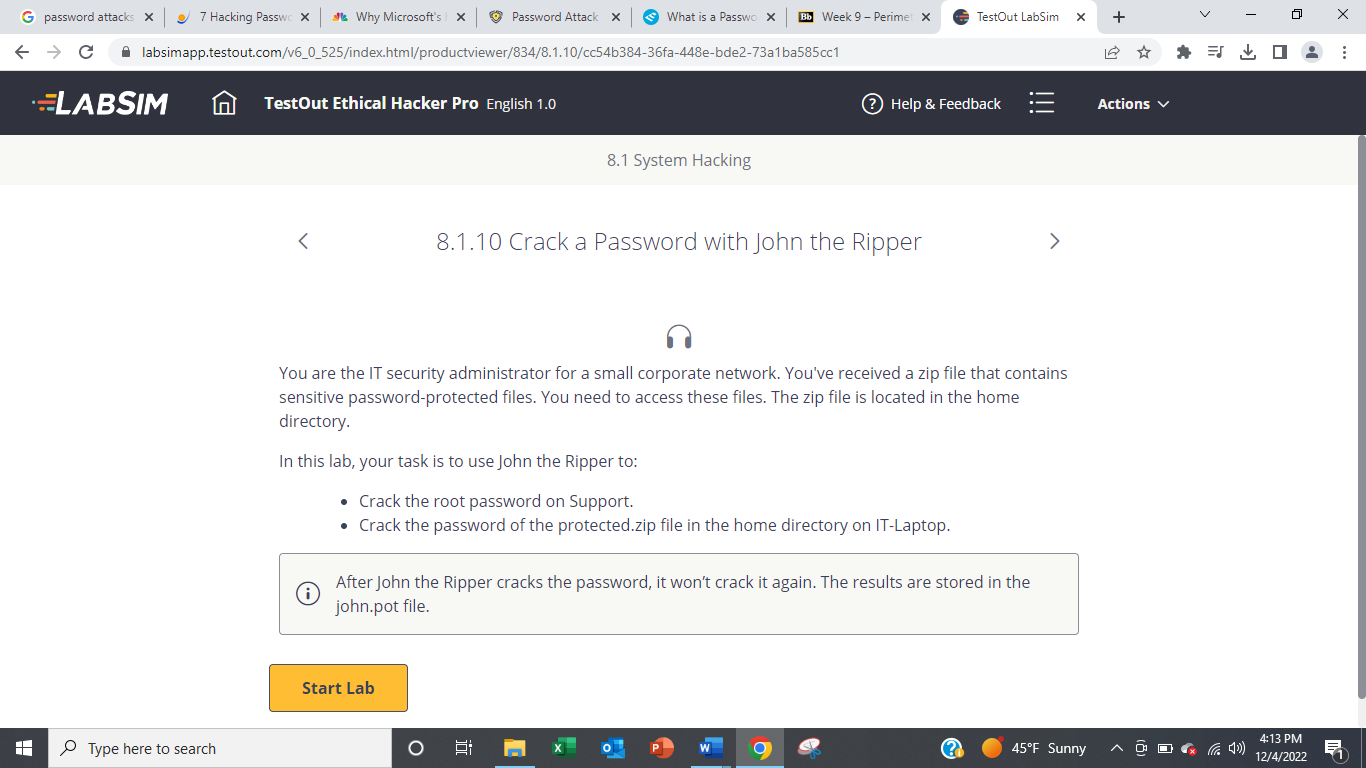 password attacks
7 Hacking Passwo
Why Microsoft's
Password Attack
What is a Passwo
Bb Week 9 – Perimet
TestOut LabSim
labsimapp.testout.com/v6_0_525/index.html/productviewer/834/8.1.10/cc54b384-36fa-448e-bde2-73a1ba585cc1
LABSIM
TestOut Ethical Hacker Pro English 1.0
? Help & Feedback
Actions
8.1 System Hacking
8.1.10 Crack a Password with John the Ripper
You are the IT security administrator for a small corporate network. You've received a zip file that contains
sensitive password-protected files. You need to access these files. The zip file is located in the home
directory.
In this lab, your task is to use John the Ripper to:
• Crack the root password on Support.
• Crack the password of the protected.zip file in the home directory on IT-Laptop.
After John the Ripper cracks the password, it won’t crack it again. The results are stored in the
john.pot file.
Start Lab
Type here to search
45°F Sunny
4:13 PM
12/4/2022
1